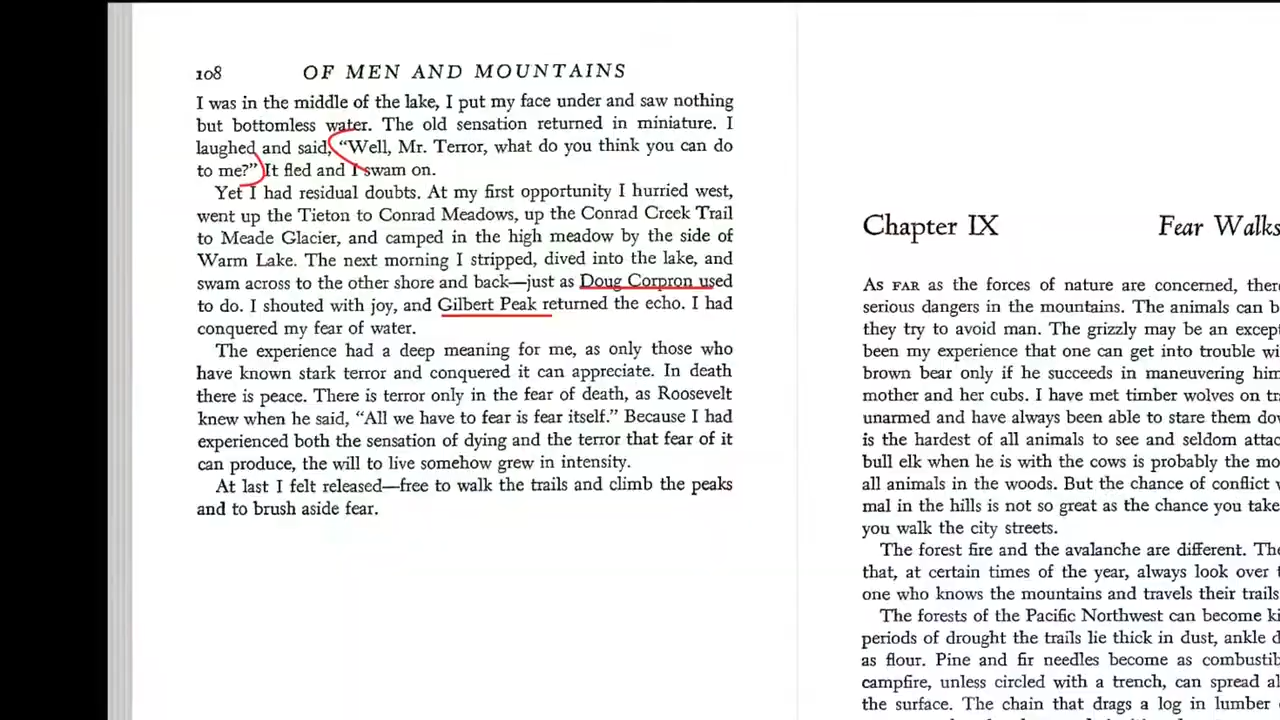 108 OF MEN AND MOUNTAINS
I was in the middle of the lake, I put my face under and saw nothing
but bottomless water. The old sensation returned in miniature. I
laughed and said, “Well, Mr. Terror, what do you think you can do
to me?” It fled and I swam on.
Yet I had residual doubts. At my first opportunity I hurried west,
went up the Tieton to Conrad Meadows, up the Conrad Creek Trail
to Meade Glacier, and camped in the high meadow by the side of
Warm Lake. The next morning I stripped, dived into the lake, and
swam across to the other shore and back—just as Doug Corpron used
to do. I shouted with joy, and Gilbert Peak returned the echo. I had
conquered my fear of water.
The experience had a deep meaning for me, as only those who
have known stark terror and conquered it can appreciate. In death
there is peace. There is terror only in the fear of death, as Roosevelt
knew when he said, “All we have to fear is fear itself.” Because I had
experienced both the sensation of dying and the terror that fear of it
can produce, the will to live somehow grew in intensity.
At last I felt released—free to walk the trails and climb the peaks
and to brush aside fear.
Chapter IX Fear Walks
As far as the forces of nature are concerned, ther
serious dangers in the mountains. The animals can b
they try to avoid man. The grizzly may be an excep
been my experience that one can get into trouble wi
brown bear only if he succeeds in maneuvering him
mother and her cubs. I have met timber wolves on tr
unarmed and have always been able to stare them do
is the hardest of all animals to see and seldom attac
bull elk when he is with the cows is probably the mo
all animals in the woods. But the chance of conflict
mal in the hills is not so great as the chance you take
you walk the city streets.
The forest fire and the avalanche are different. The
that, at certain times of the year, always look over
one who knows the mountains and travels their trails
The forests of the Pacific Northwest can become ki
periods of drought the trails lie thick in dust, ankle d
as flour. Pine and fir needles become as combustib
campfire, unless circled with a trench, can spread al
the surface. The chain that drags a log in lumber